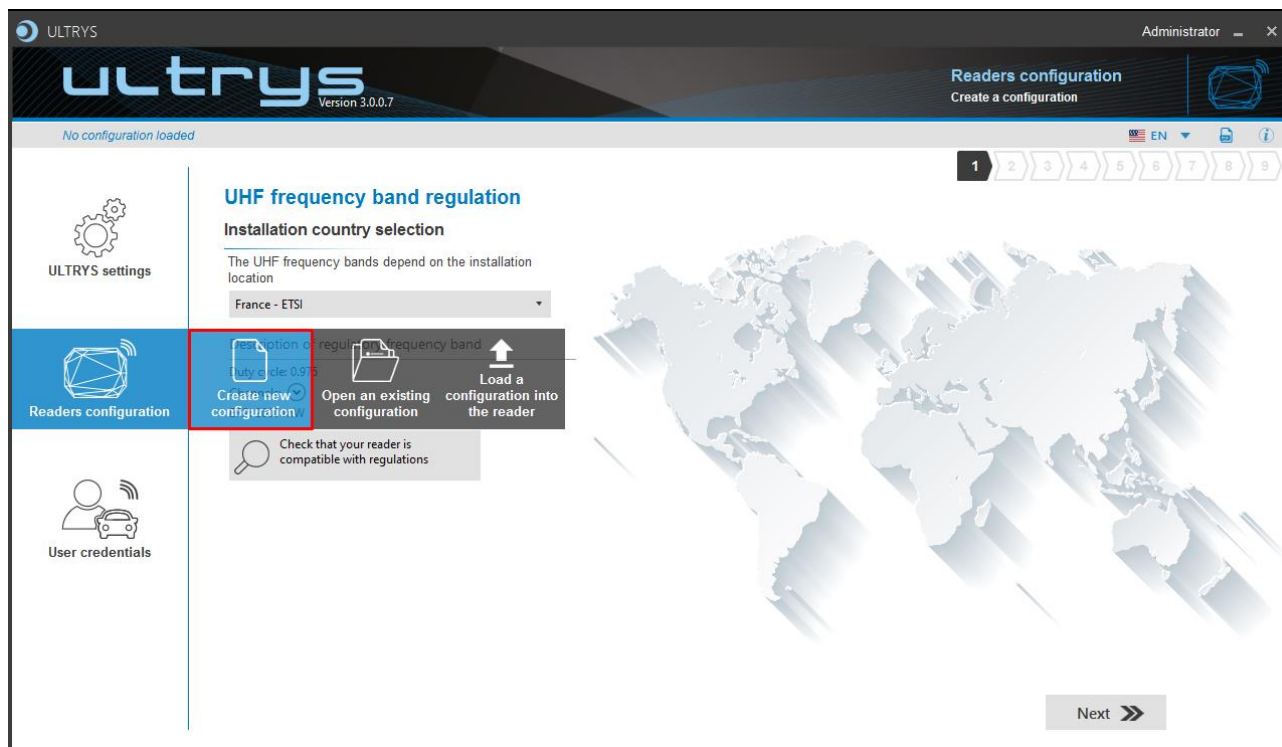 ULTRYS
Administrator
ultrys
Version 3.0.0.7
Readers configuration
Create a configuration
No configuration loaded
EN
1 2 3 4 5 6 7 8 9
ULTRYS settings
UHF frequency band regulation
Installation country selection
The UHF frequency bands depend on the installation
location
France - ETSI
Description of regulatory frequency band
Duty cycle: 0.975
Readers configuration
Create new
configuration
Open an existing
configuration
Load a
configuration into
the reader
Check that your reader is
compatible with regulations
User credentials
Next